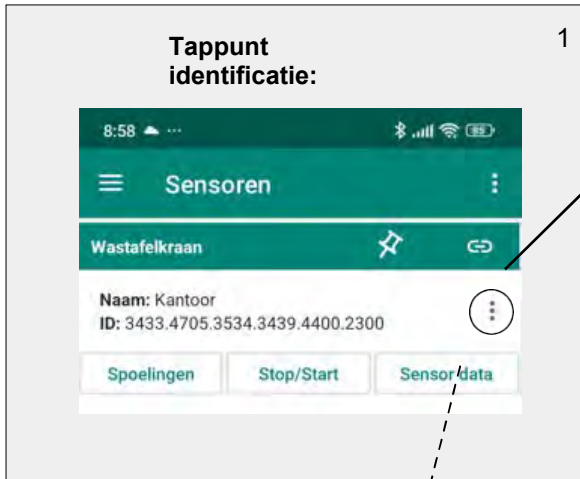 Tappunt
identificatie:
1
8:58 ...
85
Sensoren
Wastafelkraan
Naam: Kantoor
ID: 3433.4705.3534.3439.4400.2300
Spoelingen Stop/Start Sensor data